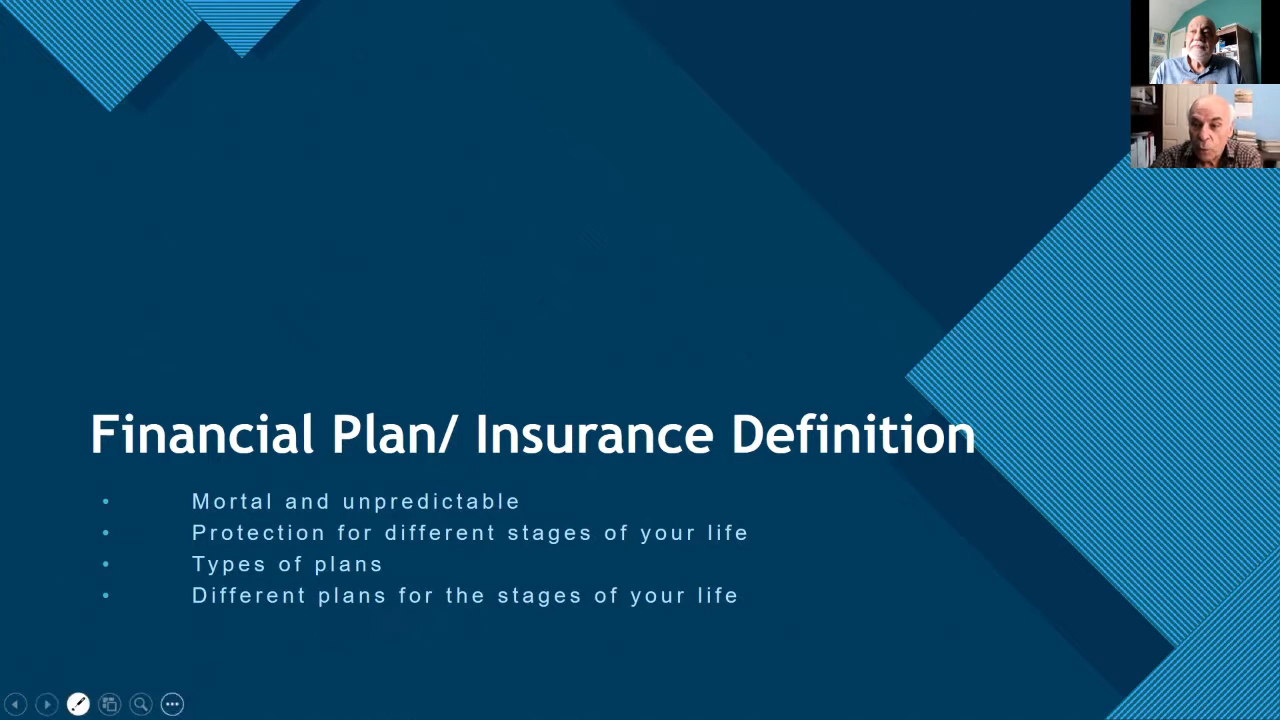 Financial Plan/ Insurance Definition
• Mortal and unpredictable
• Protection for different stages of your life
• Types of plans
• Different plans for the stages of your life